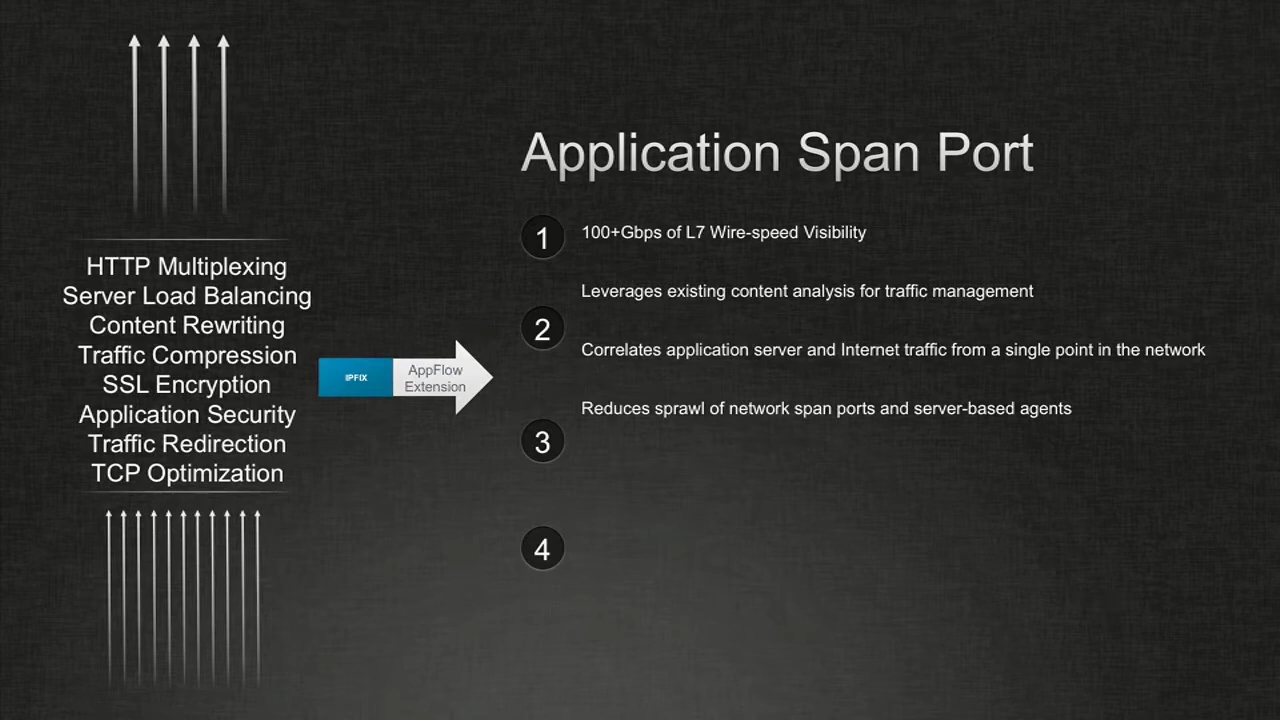 HTTP Multiplexing
Server Load Balancing
Content Rewriting
Traffic Compression
SSL Encryption
Application Security
Traffic Redirection
TCP Optimization
IPFIX
AppFlow
Extension
Application Span Port
1
100+Gbps of L7 Wire-speed Visibility
Leverages existing content analysis for traffic management
2
Correlates application server and Internet traffic from a single point in the network
Reduces sprawl of network span ports and server-based agents
3
4